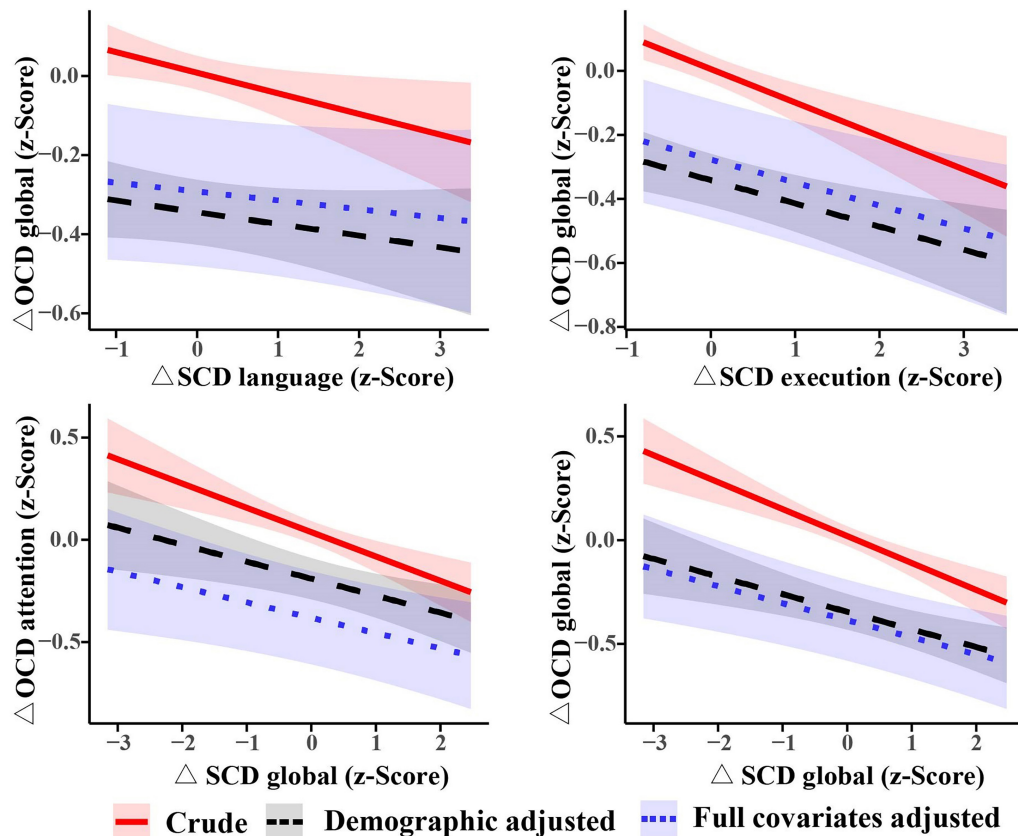 △OCD global (z-Score)
0.0
−0.2
−0.4
−0.6
−1 0 1 2 3
△SCD language (z-Score)
△OCD global (z-Score)
0.0
−0.2
−0.4
−0.6
−0.8
−1 0 1 2 3
△SCD execution (z-Score)
△OCD attention (z-Score)
0.5
0.0
−0.5
−3 −2 −1 0 1 2
△ SCD global (z-Score)
△OCD global (z-Score)
0.5
0.0
−0.5
−3 −2 −1 0 1 2
△ SCD global (z-Score)
Crude Demographic adjusted Full covariates adjusted